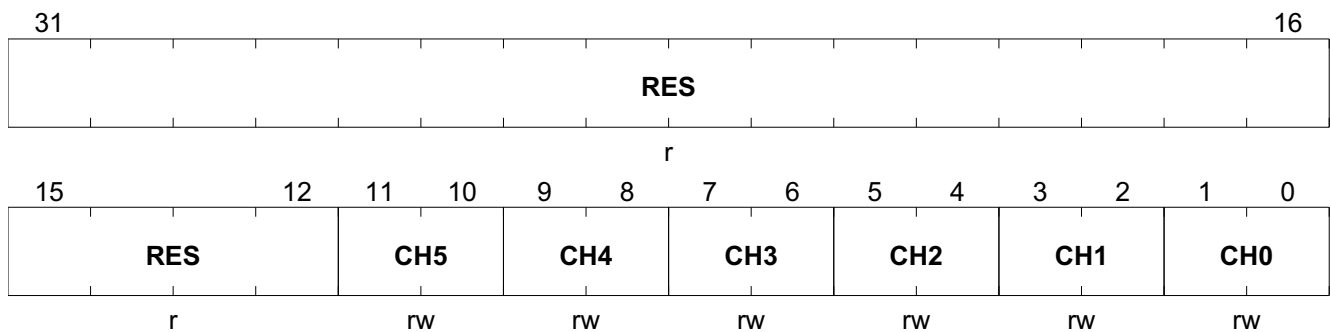 31 16
RES
r
15 12 11 10 9 8 7 6 5 4 3 2 1 0
RES CH5 CH4 CH3 CH2 CH1 CH0
r rw rw rw rw rw rw